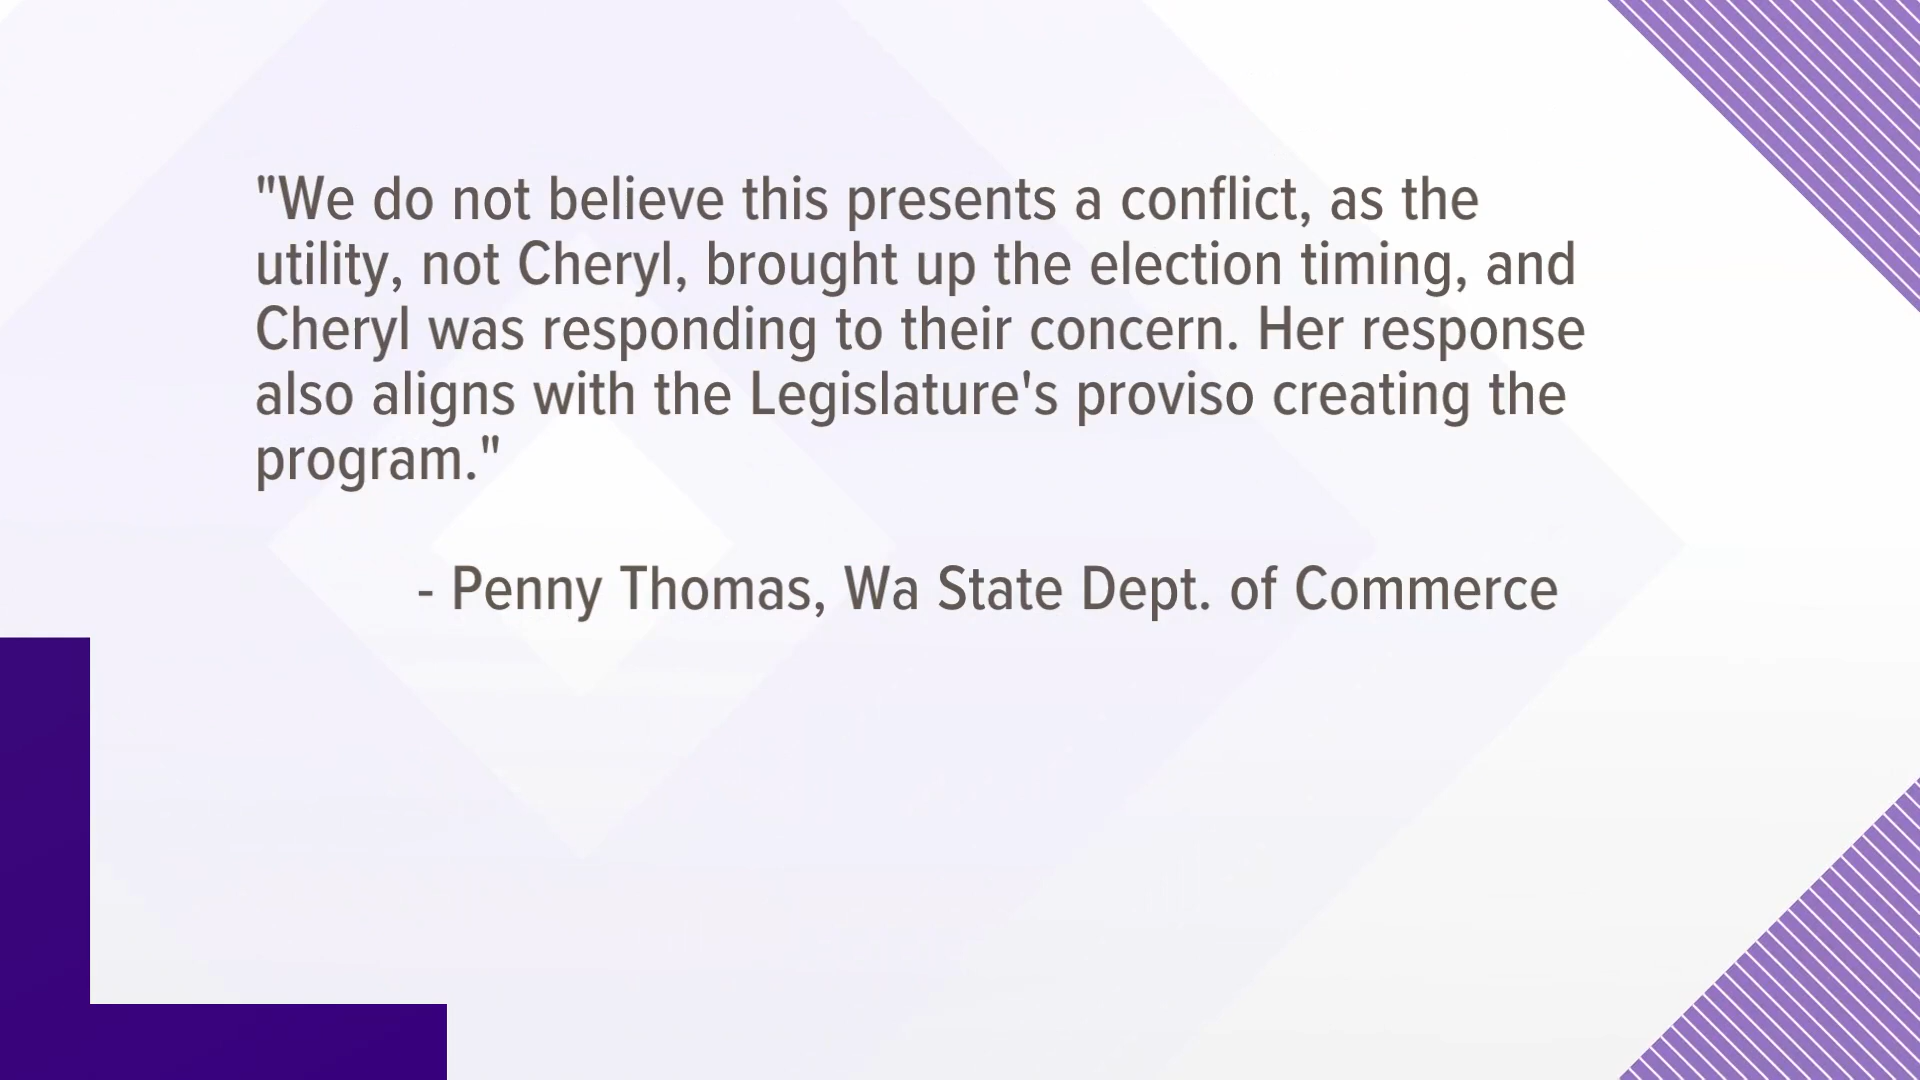 "We do not believe this presents a conflict, as the
utility, not Cheryl, brought up the election timing, and
Cheryl was responding to their concern. Her response
also aligns with the Legislature's proviso creating the
program."
- Penny Thomas, Wa State Dept. of Commerce